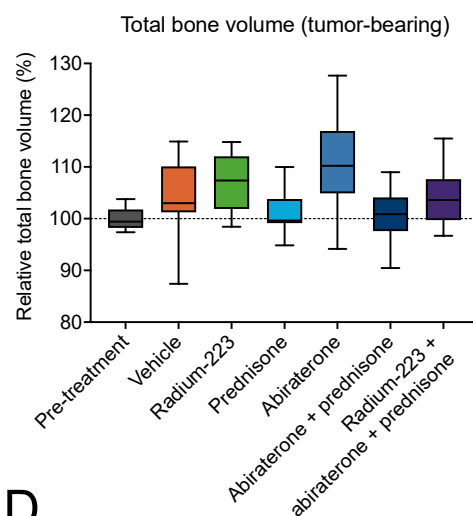 Total bone volume (tumor-bearing)
Relative total bone volume (%)
130
120
110
100
90
80
Pre-treatment
Vehicle
Radium-223
Prednisone
Abiraterone
Abiraterone + prednisone
Radium-223 +
abiraterone + prednisone
D